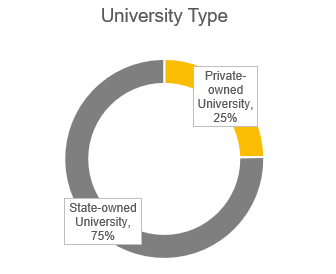 University Type
Private-
owned
University,
25%
State-owned
University,
75%